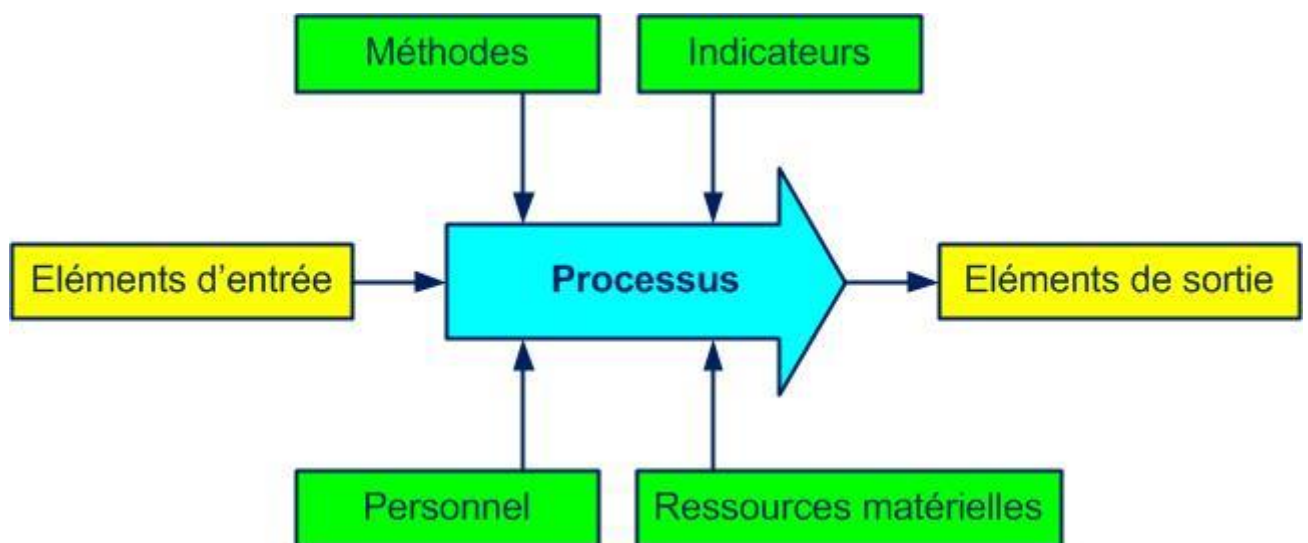 Méthodes
Indicateurs
Eléments d'entrée
Processus
Eléments de sortie
Personnel
Ressources matérielles